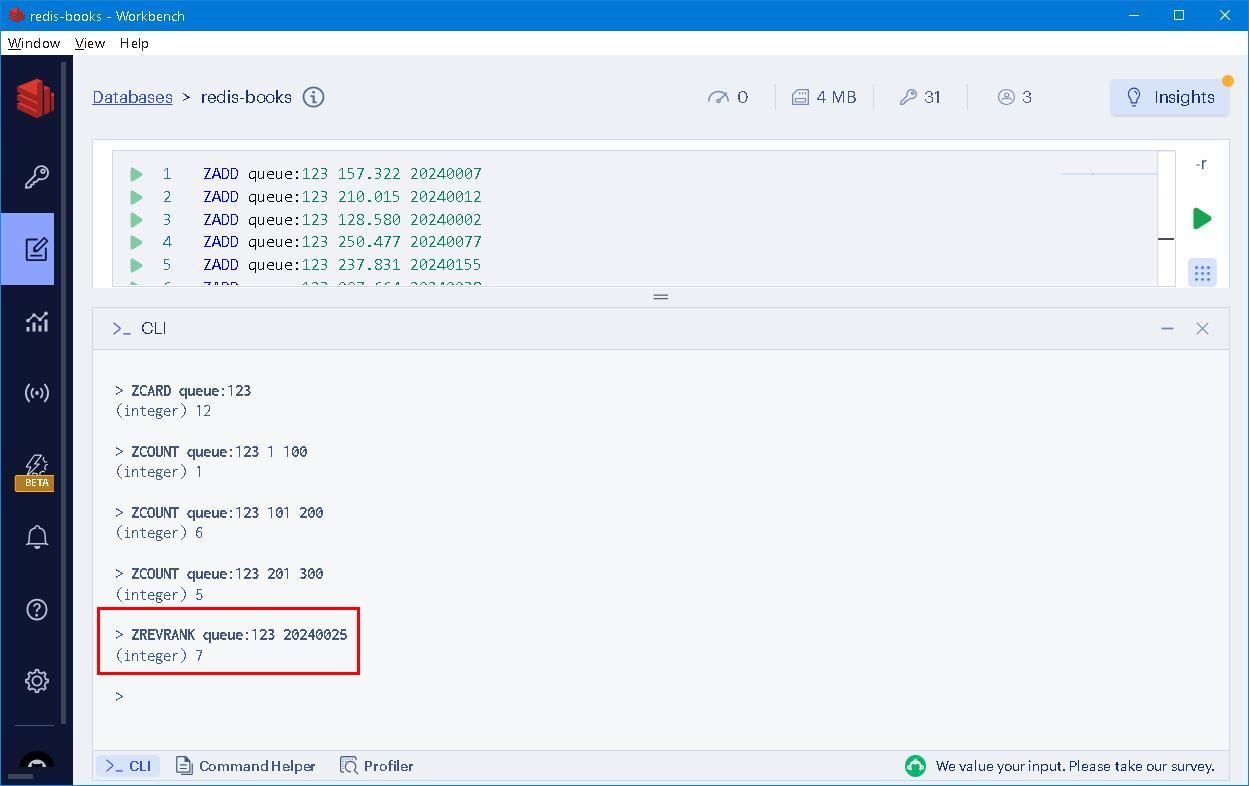 redis-books - Workbench
Window View Help
Databases > redis-books 0 4 MB 31 3 Insights
1 ZADD queue:123 157.322 20240007
2 ZADD queue:123 210.015 20240012
3 ZADD queue:123 128.580 20240002
4 ZADD queue:123 250.477 20240077
5 ZADD queue:123 237.831 20240155
-r
>_ CLI
> ZCARD queue:123
(integer) 12
> ZCOUNT queue:123 1 100
(integer) 1
> ZCOUNT queue:123 101 200
(integer) 6
> ZCOUNT queue:123 201 300
(integer) 5
> ZREVRANK queue:123 20240025
(integer) 7
>
BETA
>_ CLI Command Helper Profiler We value your input. Please take our survey.